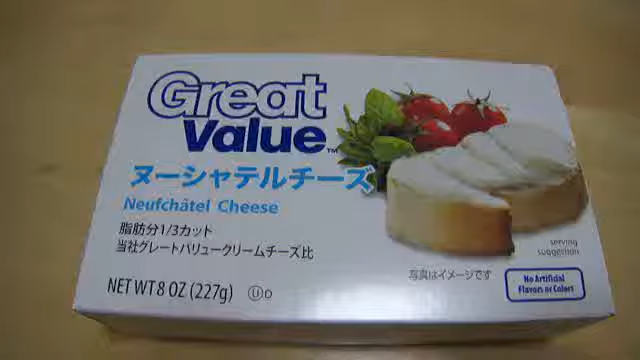 Great
Value™
ヌーシャテルチーズ
Neufchâtel Cheese
脂肪分1/3カット
当社グレートバリュークリームチーズ比
NET WT 8 OZ (227g) Ⓤ D
serving
suggestion
写真はイメージです
No Artificial
Flavors or Colors